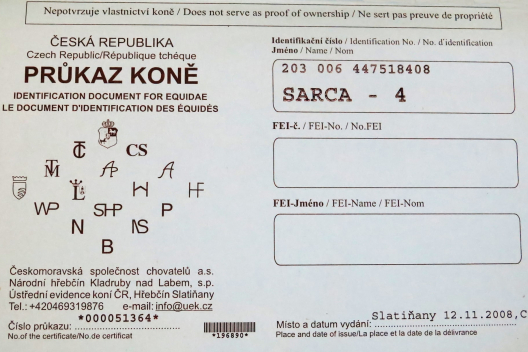 Nepotvrzuje vlastnictví koně / Does not serve as proof of ownership / Ne sert pas preuve de propriété
ČESKÁ REPUBLIKA
Czech Republic/République tchéque
PRŮKAZ KONĚ
IDENTIFICATION DOCUMENT FOR EQUIDAE
LE DOCUMENT D'IDENTIFICATION DES ÉQUIDÉS
CS
WP SHP P
N NS
B
Českomoravská společnost chovatelů a.s.
Národní hřebčín Kladruby nad Labem, s.p.
Ústřední evidence koní ČR, Hřebčín Slatiňany
Tel.: +420469319876 e-mail: info@uek.cz
*000051364*
Číslo průkazu:
No.of the certificate/No.de certificat
*196890*
Identifikační číslo / Identification No. / No. d'identification
Jméno / Name / Nom
203 006 447518408
SARCA - 4
FEI-č. / FEI-No. / No.FEI
FEI-Jméno / FEI-Name / FEI-Nom
Slatiňany 12.11.2008,Č
Místo a datum vydání:
Place and date of issue/La place et la date de la délivrance